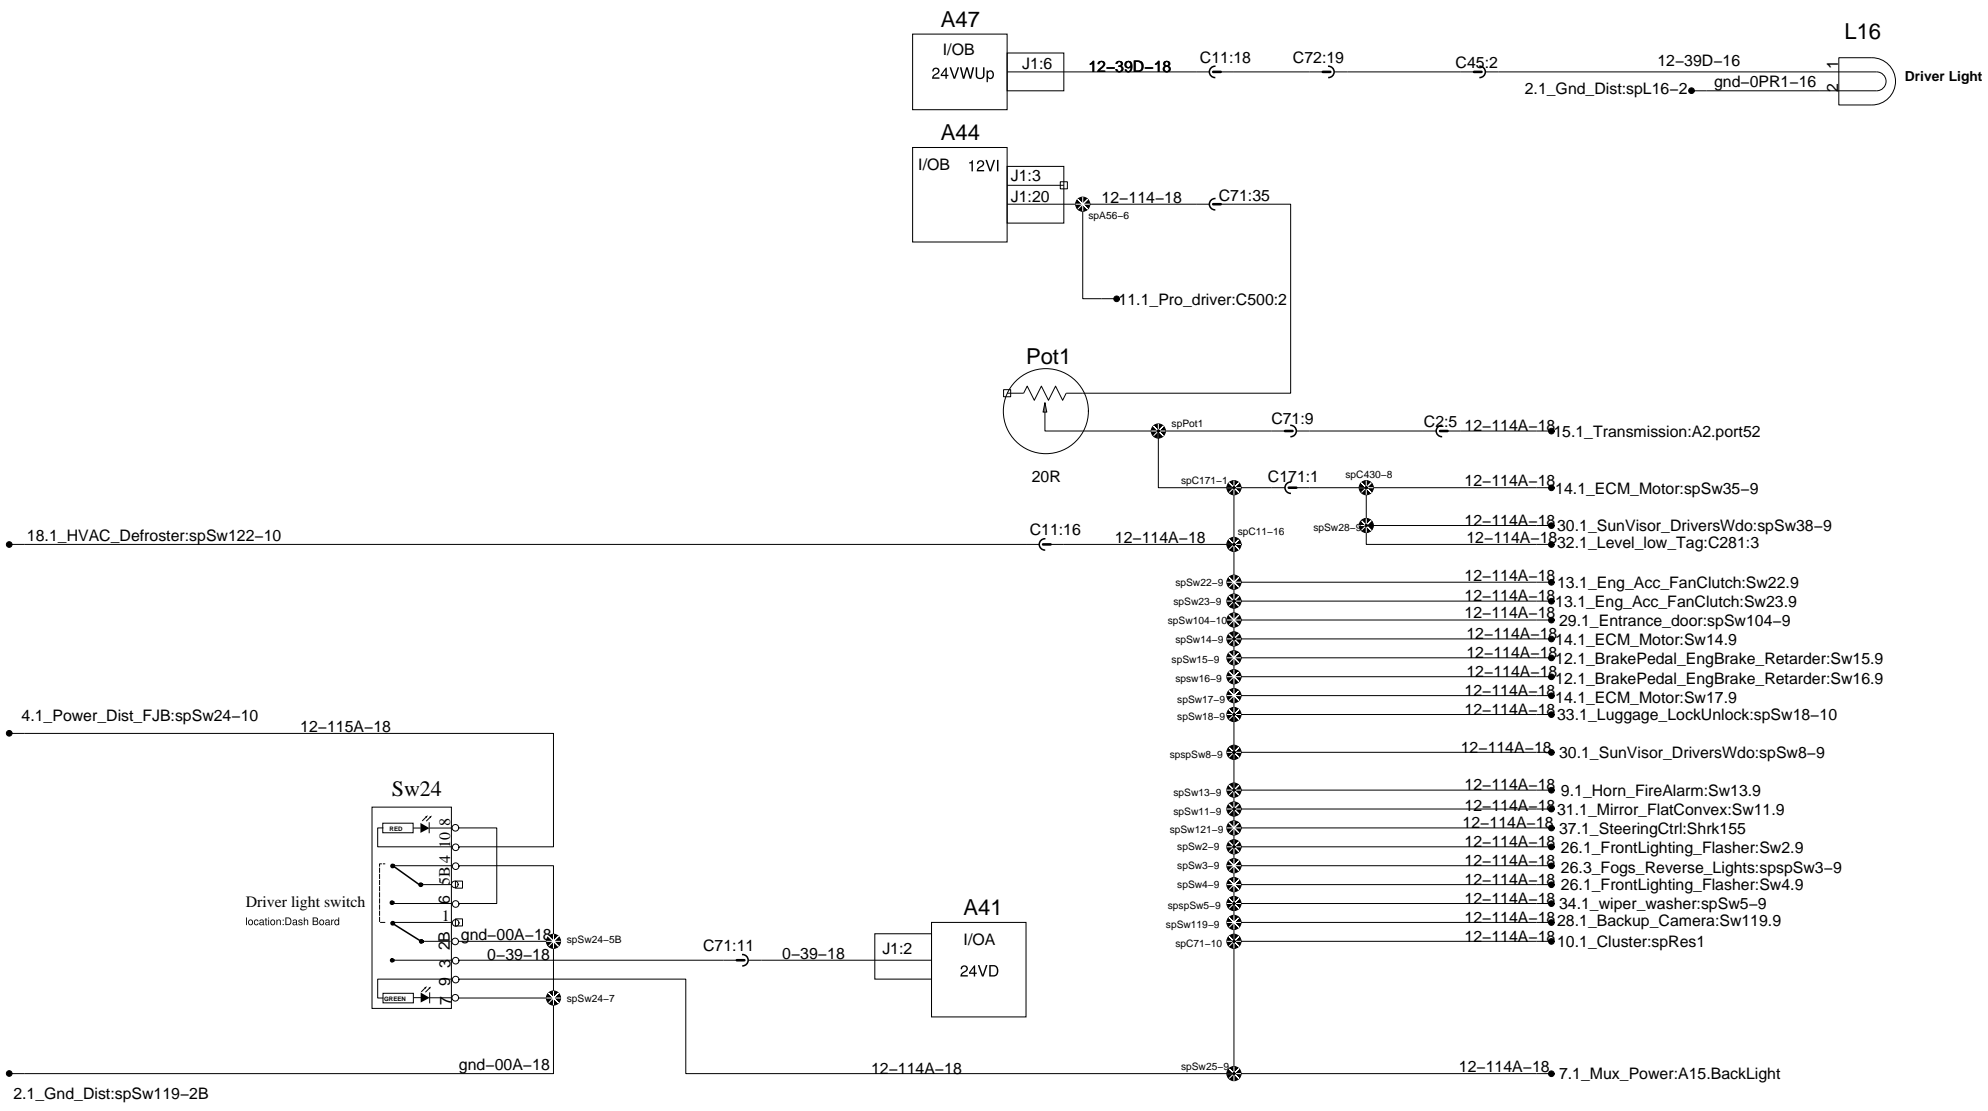 A47
I/OB
24VWUp
J1:6
12–39D–18
C11:18
C72:19
C45:2
12–39D–16
L16
1
2
Driver Light
2.1_Gnd_Dist:spL16–2
gnd–0PR1–16
A44
I/OB 12VI
J1:3
J1:20
12–114–18
C71:35
spA56–6
11.1_Pro_driver:C500:2
Pot1
20R
spPot1
C71:9
C2:5
12–114A–18
15.1_Transmission:A2.port52
spC171–1
C171:1
spC430–8
12–114A–18
14.1_ECM_Motor:spSw35–9
spSw28–9
12–114A–18
30.1_SunVisor_DriversWdo:spSw38–9
12–114A–18
32.1_Level_low_Tag:C281:3
18.1_HVAC_Defroster:spSw122–10
C11:16
12–114A–18
spC11–16
spSw22–9
12–114A–18
13.1_Eng_Acc_FanClutch:Sw22.9
spSw23–9
12–114A–18
13.1_Eng_Acc_FanClutch:Sw23.9
spSw104–10
12–114A–18
29.1_Entrance_door:spSw104–9
spSw14–9
12–114A–18
14.1_ECM_Motor:Sw14.9
spSw15–9
12–114A–18
12.1_BrakePedal_EngBrake_Retarder:Sw15.9
spsw16–9
12–114A–18
12.1_BrakePedal_EngBrake_Retarder:Sw16.9
spSw17–9
12–114A–18
14.1_ECM_Motor:Sw17.9
spSw18–9
12–114A–18
33.1_Luggage_LockUnlock:spSw18–10
spspSw8–9
12–114A–18
30.1_SunVisor_DriversWdo:spSw8–9
spSw13–9
12–114A–18
9.1_Horn_FireAlarm:Sw13.9
spSw11–9
12–114A–18
31.1_Mirror_FlatConvex:Sw11.9
spSw121–9
12–114A–18
37.1_SteeringCtrl:Shrk155
spSw2–9
12–114A–18
26.1_FrontLighting_Flasher:Sw2.9
spSw3–9
12–114A–18
26.3_Fogs_Reverse_Lights:spspSw3–9
spSw4–9
12–114A–18
26.1_FrontLighting_Flasher:Sw4.9
spspSw5–9
12–114A–18
34.1_wiper_washer:spSw5–9
spSw119–9
12–114A–18
28.1_Backup_Camera:Sw119.9
spC71–10
12–114A–18
10.1_Cluster:spRes1
4.1_Power_Dist_FJB:spSw24–10
12–115A–18
Sw24
RED
8
10
4
5B
6
1
2B
3
9
7
GREEN
Driver light switch
location:Dash Board
gnd–00A–18
spSw24–5B
0–39–18
C71:11
0–39–18
A41
J1:2
I/OA
24VD
spSw24–7
gnd–00A–18
2.1_Gnd_Dist:spSw119–2B
12–114A–18
spSw25–9
12–114A–18
7.1_Mux_Power:A15.BackLight